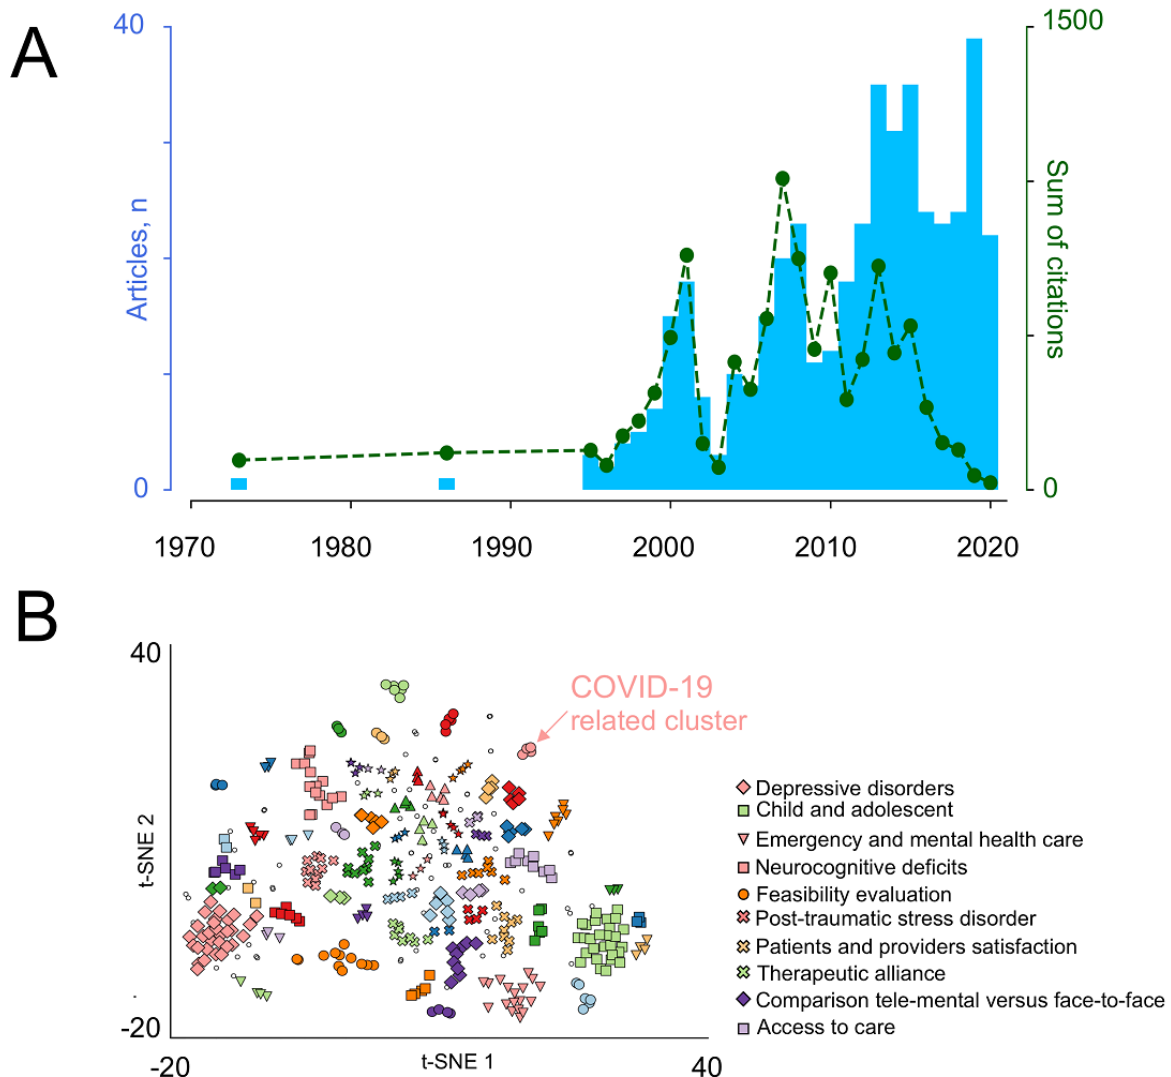 A
40
1500
Articles, n
Sum of citations
0
0
1970
1980
1990
2000
2010
2020
B
40
COVID-19
related cluster
t-SNE 2
Depressive disorders
Child and adolescent
Emergency and mental health care
Neurocognitive deficits
Feasibility evaluation
Post-traumatic stress disorder
Patients and providers satisfaction
Therapeutic alliance
Comparison tele-mental versus face-to-face
Access to care
-20
-20
t-SNE 1
40